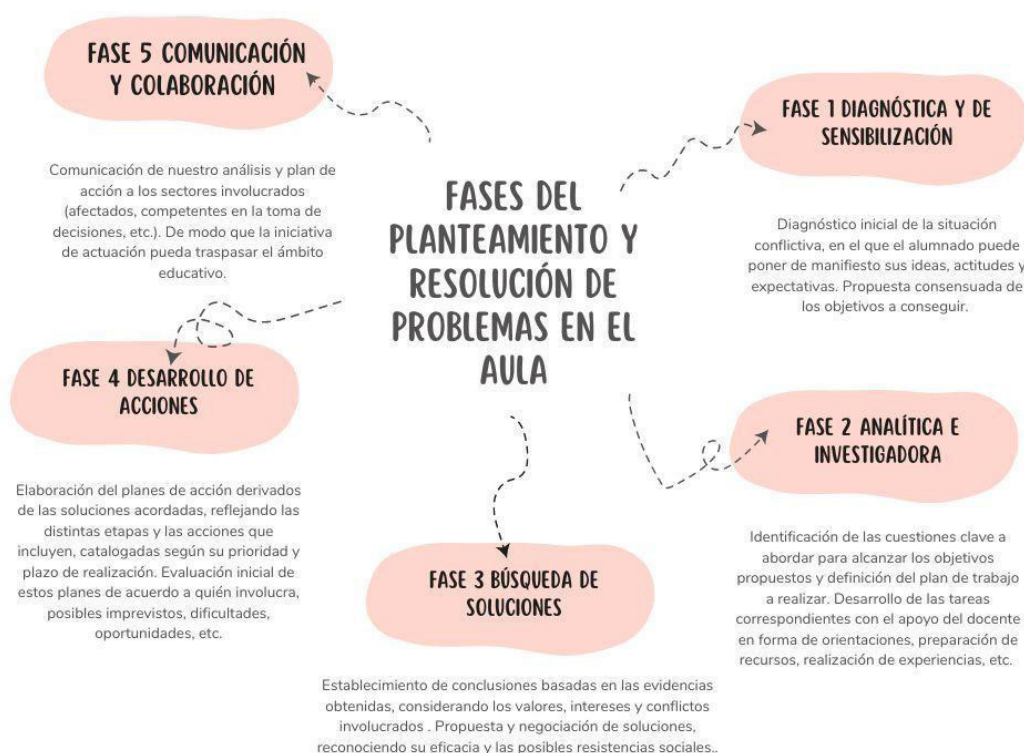 FASES DEL
PLANTEAMIENTO Y
RESOLUCIÓN DE
PROBLEMAS EN EL
AULA
FASE 1 DIAGNÓSTICA Y DE
SENSIBILIZACIÓN
Diagnóstico inicial de la situación
conflictiva, en el que el alumnado puede
poner de manifiesto sus ideas, actitudes y
expectativas. Propuesta consensuada de
los objetivos a conseguir.
FASE 2 ANALÍTICA E
INVESTIGADORA
Identificación de las cuestiones clave a
abordar para alcanzar los objetivos
propuestos y definición del plan de trabajo
a realizar. Desarrollo de las tareas
correspondientes con el apoyo del docente
en forma de orientaciones, preparación de
recursos, realización de experiencias, etc.
FASE 3 BÚSQUEDA DE
SOLUCIONES
Establecimiento de conclusiones basadas en las evidencias
obtenidas, considerando los valores, intereses y conflictos
involucrados . Propuesta y negociación de soluciones,
reconociendo su eficacia y las posibles resistencias sociales..
FASE 4 DESARROLLO DE
ACCIONES
Elaboración del planes de acción derivados
de las soluciones acordadas, reflejando las
distintas etapas y las acciones que
incluyen, catalogadas según su prioridad y
plazo de realización. Evaluación inicial de
estos planes de acuerdo a quién involucra,
posibles imprevistos, dificultades,
oportunidades, etc.
FASE 5 COMUNICACIÓN
Y COLABORACIÓN
Comunicación de nuestro análisis y plan de
acción a los sectores involucrados
(afectados, competentes en la toma de
decisiones, etc.). De modo que la iniciativa
de actuación pueda traspasar el ámbito
educativo.